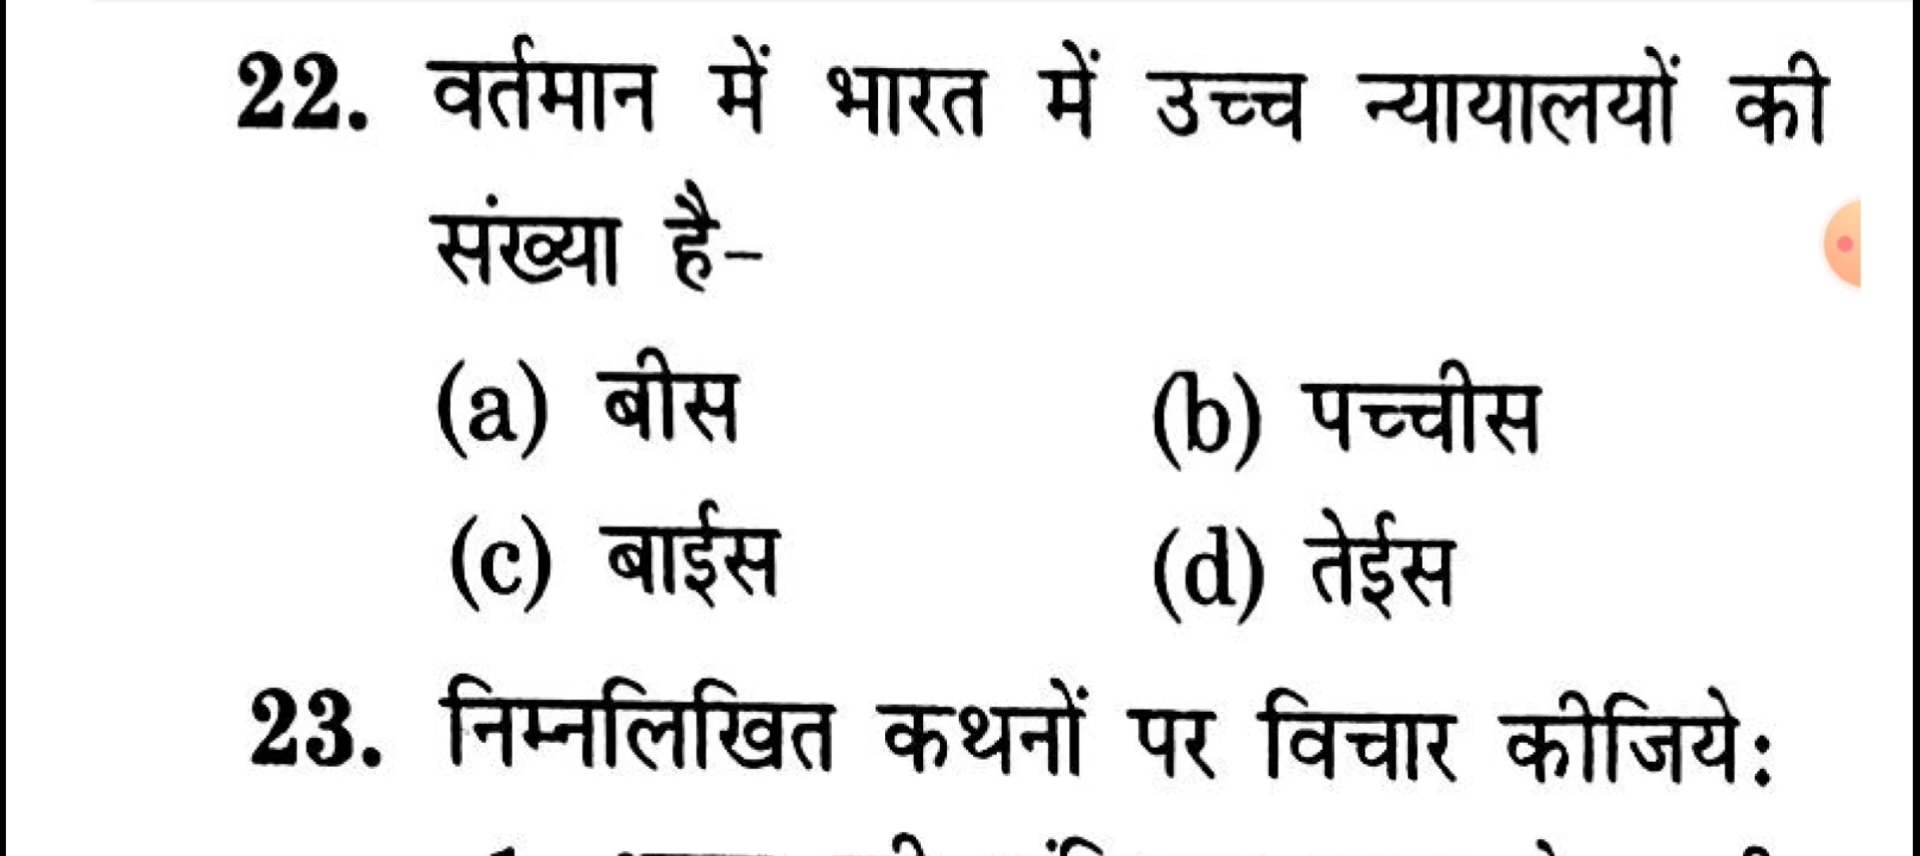 22. वर्तमान में भारत में उच्च न्यायालयों की
संख्या है-
(a) बीस (b) पच्चीस
(c) बाईस (d) तेईस
23. निम्नलिखित कथनों पर विचार कीजिये: